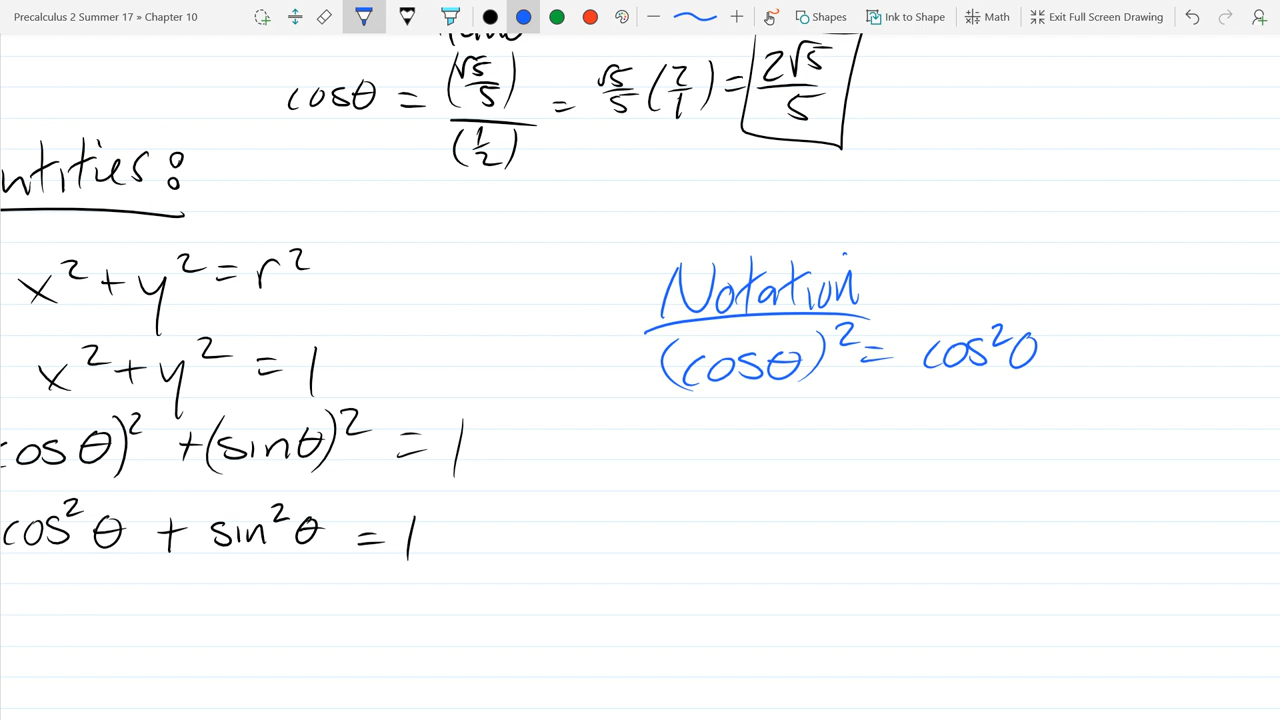 Precalculus 2 Summer 17 » Chapter 10
Shapes
Ink to Shape
Math
Exit Full Screen Drawing
cosθ = (√5/5)/(1/2) = √5/5 (2/1) = 2√5/5
ntities:
x² + y² = r²
x² + y² = 1
cosθ)² + (sinθ)² = 1
cos²θ + sin²θ = 1
Notation
(cosθ)² = cos²0